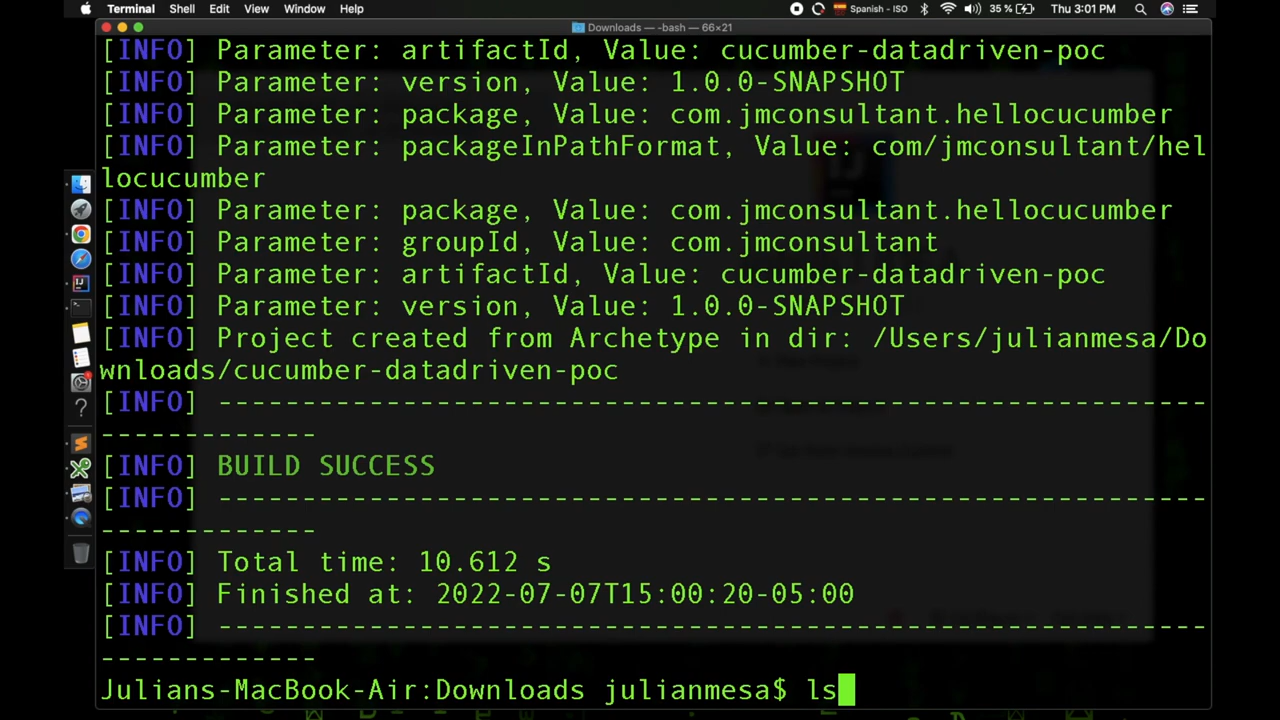 Terminal Shell Edit View Window Help Spanish - ISO 35 % Thu 3:01 PM
Downloads — -bash — 66×21
[INFO] Parameter: artifactId, Value: cucumber-datadriven-poc
[INFO] Parameter: version, Value: 1.0.0-SNAPSHOT
[INFO] Parameter: package, Value: com.jmconsultant.hellocucumber
[INFO] Parameter: packageInPathFormat, Value: com/jmconsultant/hel
locucumber
[INFO] Parameter: package, Value: com.jmconsultant.hellocucumber
[INFO] Parameter: groupId, Value: com.jmconsultant
[INFO] Parameter: artifactId, Value: cucumber-datadriven-poc
[INFO] Parameter: version, Value: 1.0.0-SNAPSHOT
[INFO] Project created from Archetype in dir: /Users/julianmesa/Do
wnloads/cucumber-datadriven-poc
[INFO] -----------------------------------------------------------
-------------
[INFO] BUILD SUCCESS
[INFO] -----------------------------------------------------------
-------------
[INFO] Total time: 10.612 s
[INFO] Finished at: 2022-07-07T15:00:20-05:00
[INFO] -----------------------------------------------------------
-------------
Julians-MacBook-Air:Downloads julianmesa$ ls